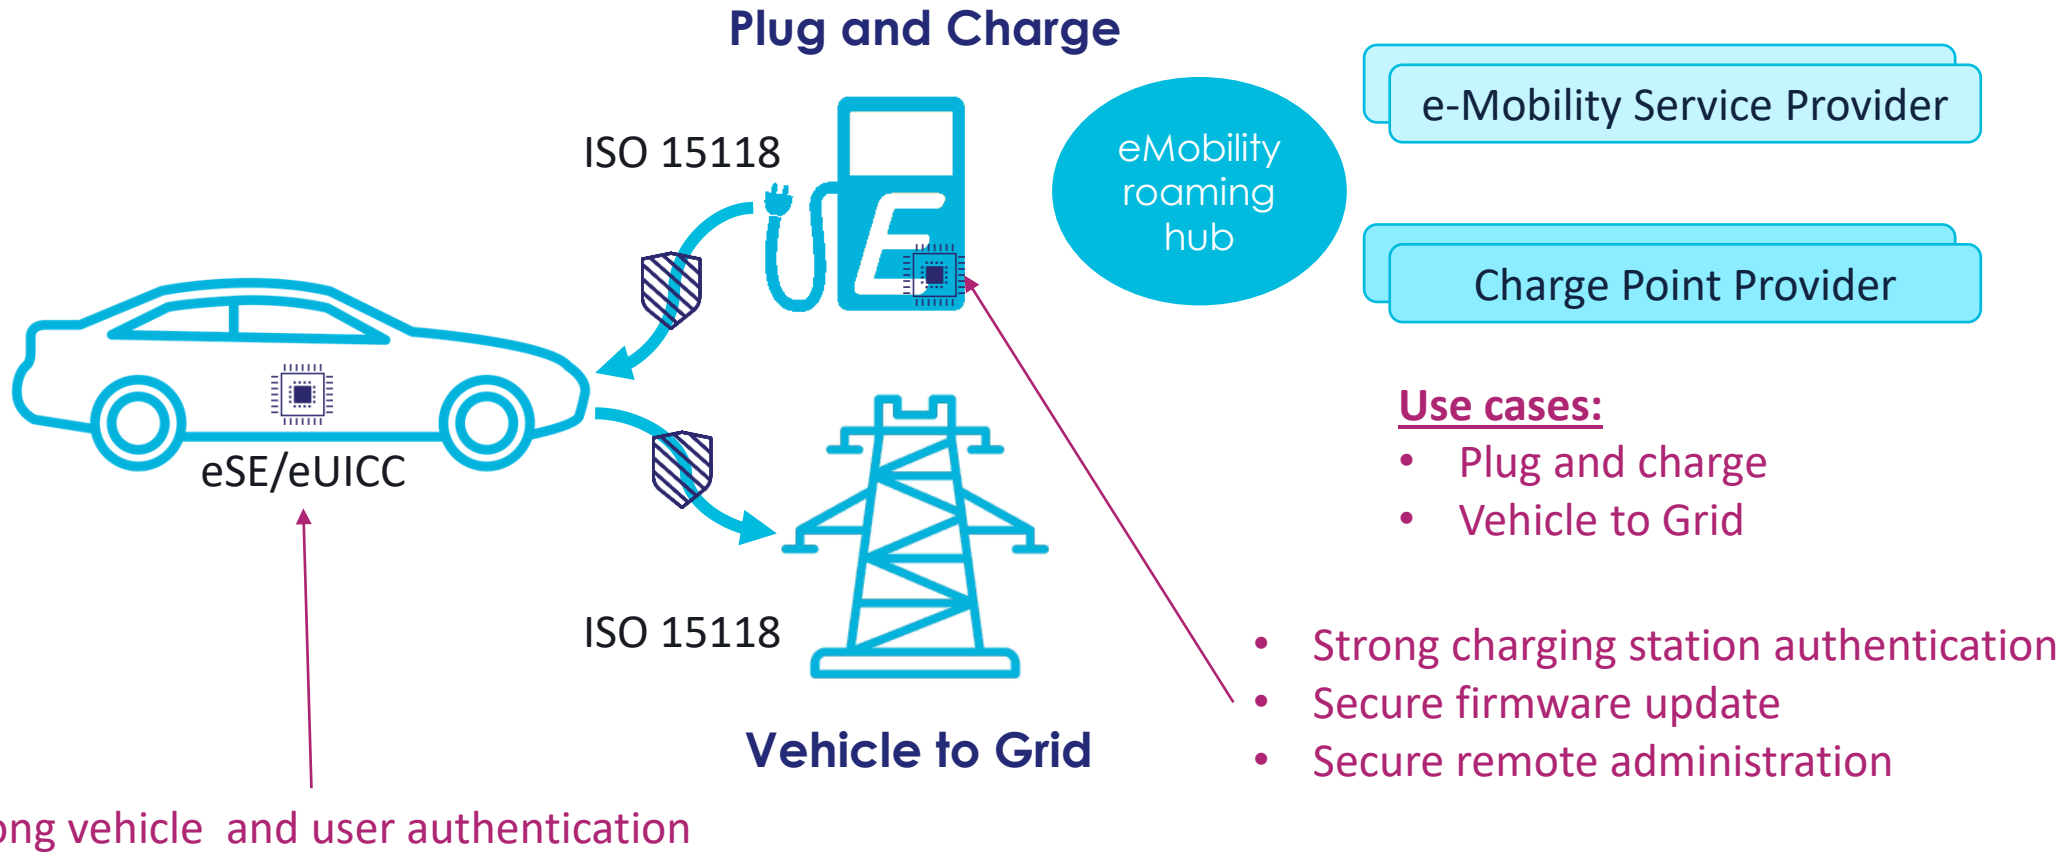 Plug and Charge
ISO 15118
eMobility
roaming
hub
e-Mobility Service Provider
Charge Point Provider
E
eSE/eUICC
Use cases:
• Plug and charge
• Vehicle to Grid
ISO 15118
Vehicle to Grid
• Strong charging station authentication
• Secure firmware update
• Secure remote administration
ong vehicle and user authentication